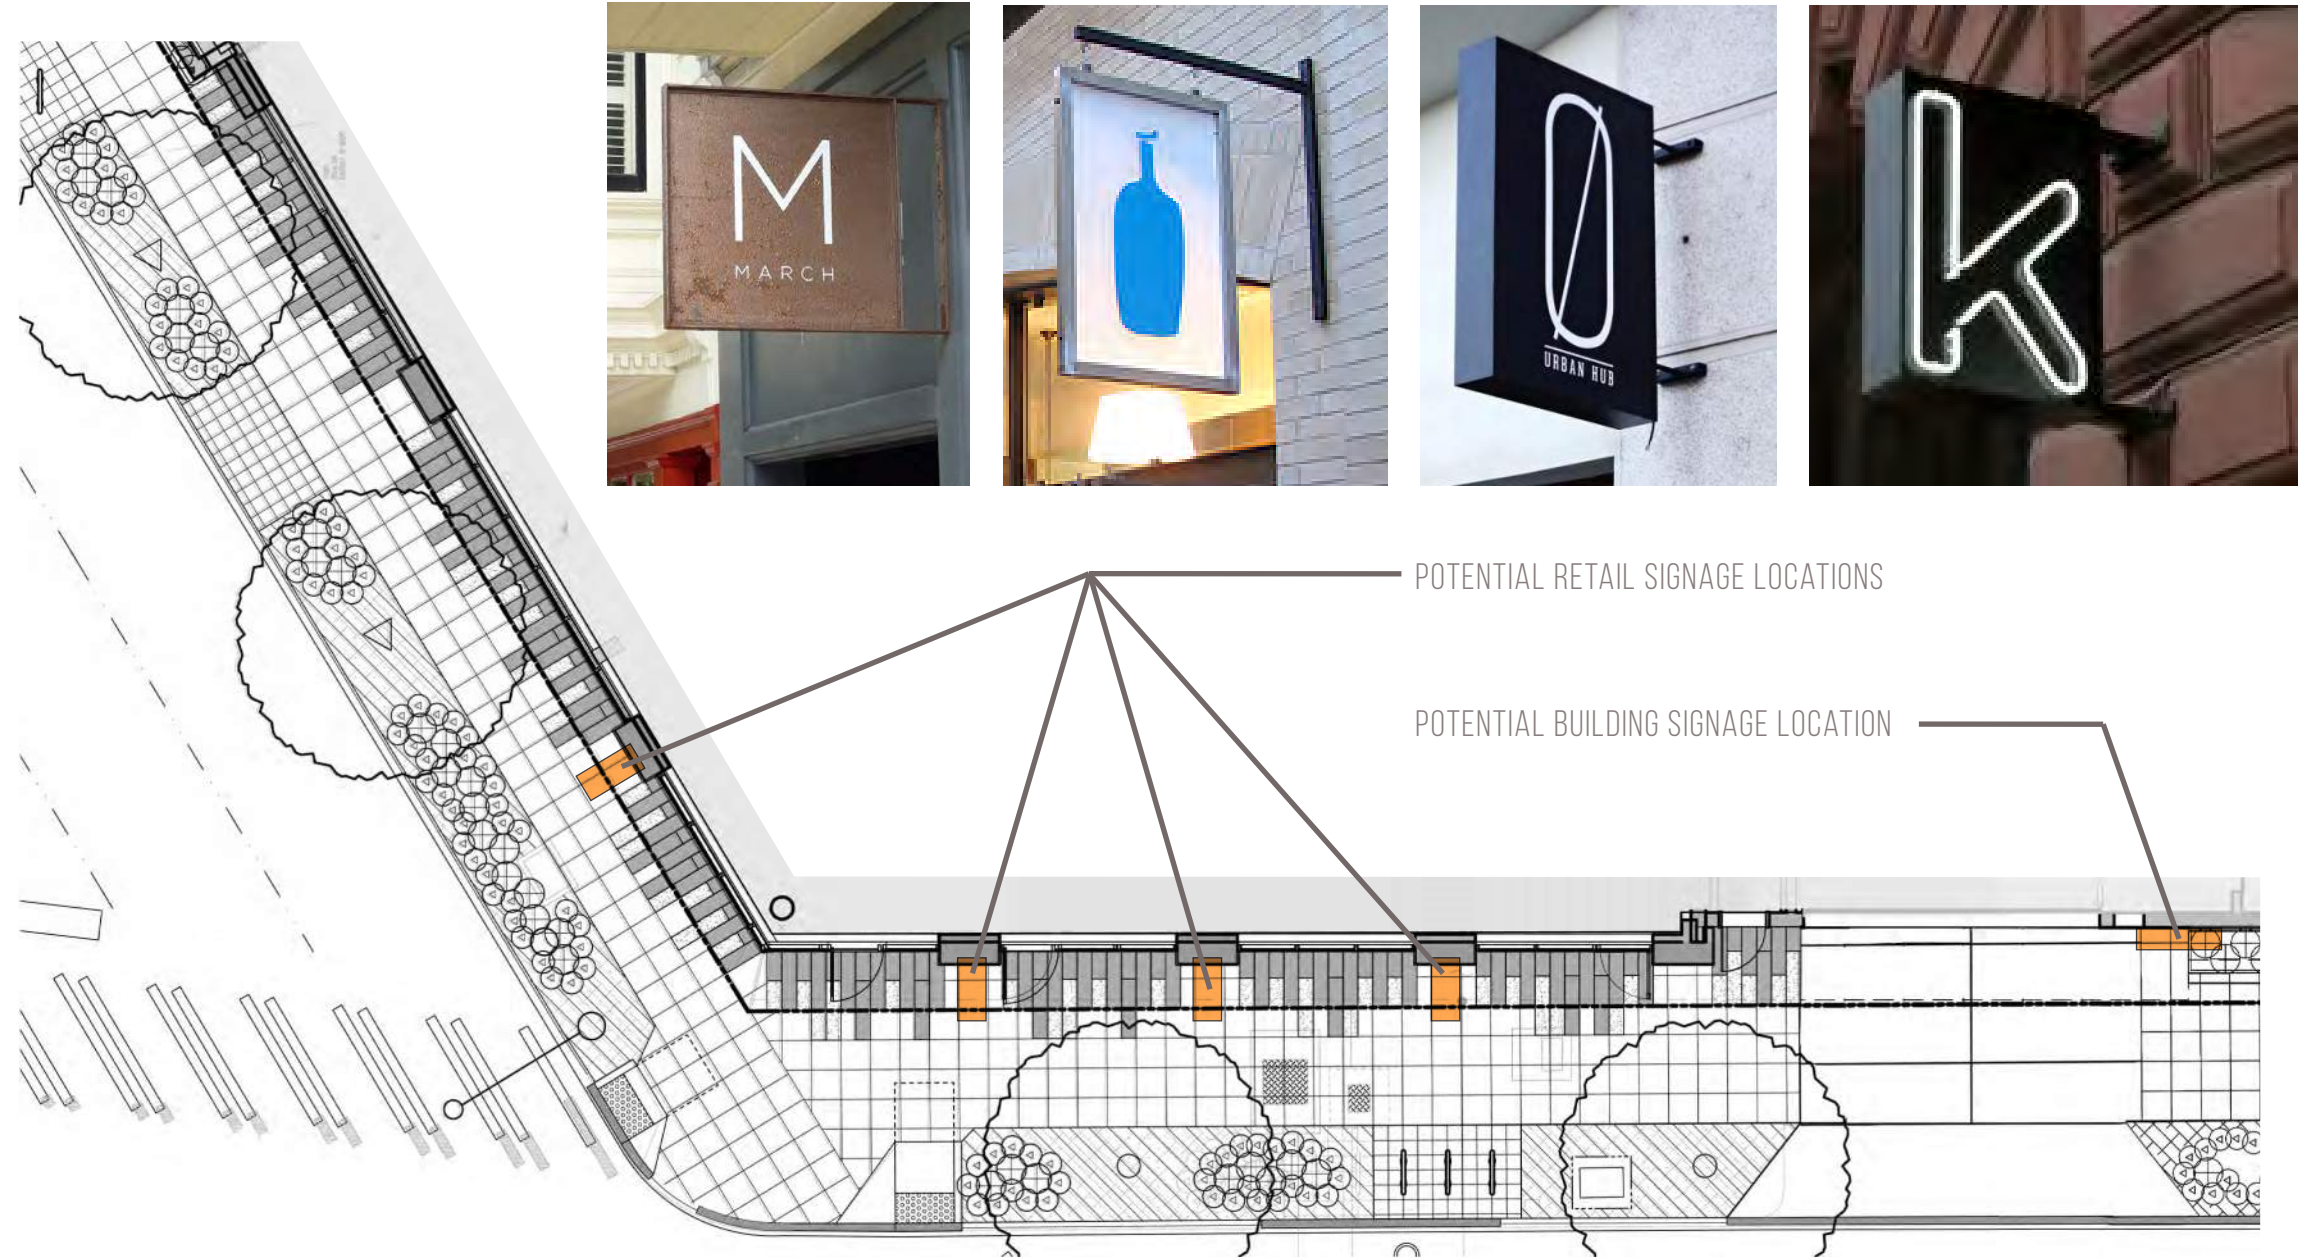 M
MARCH
Ø
URBAN HUB
k
POTENTIAL RETAIL SIGNAGE LOCATIONS
POTENTIAL BUILDING SIGNAGE LOCATION